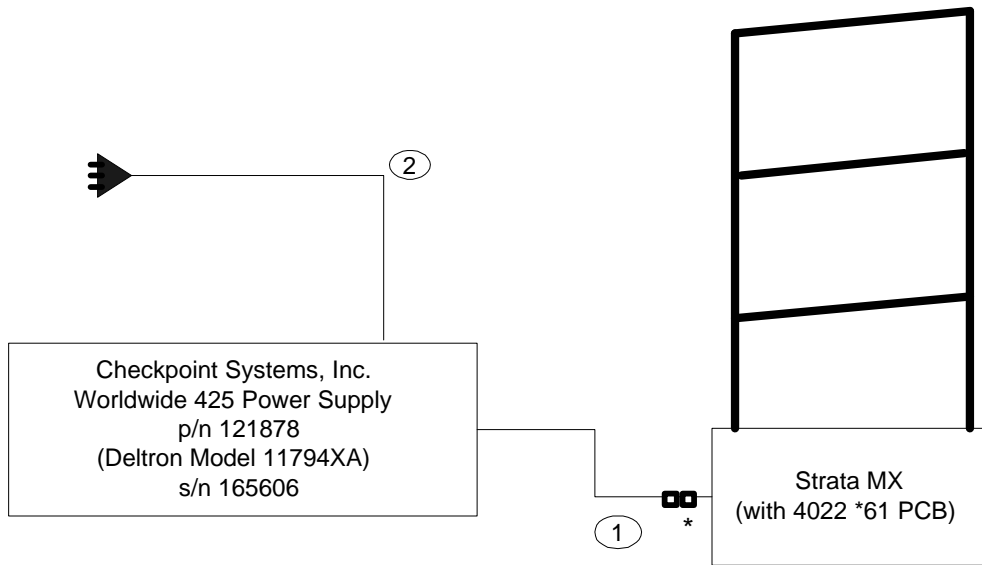 2
Checkpoint Systems, Inc.
Worldwide 425 Power Supply
p/n 121878
(Deltron Model 11794XA)
s/n 165606
1
*
Strata MX
(with 4022 *61 PCB)